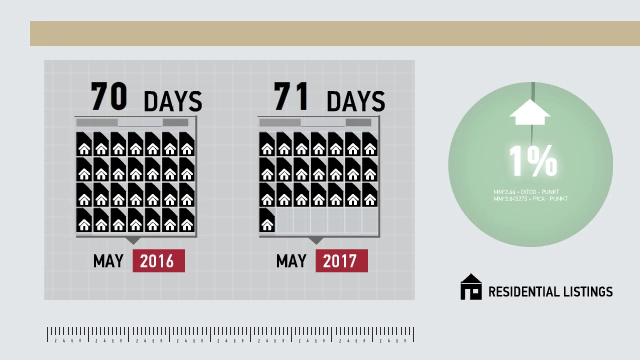 70 DAYS
71 DAYS
MAY 2016
MAY 2017
1%
RESIDENTIAL LISTINGS